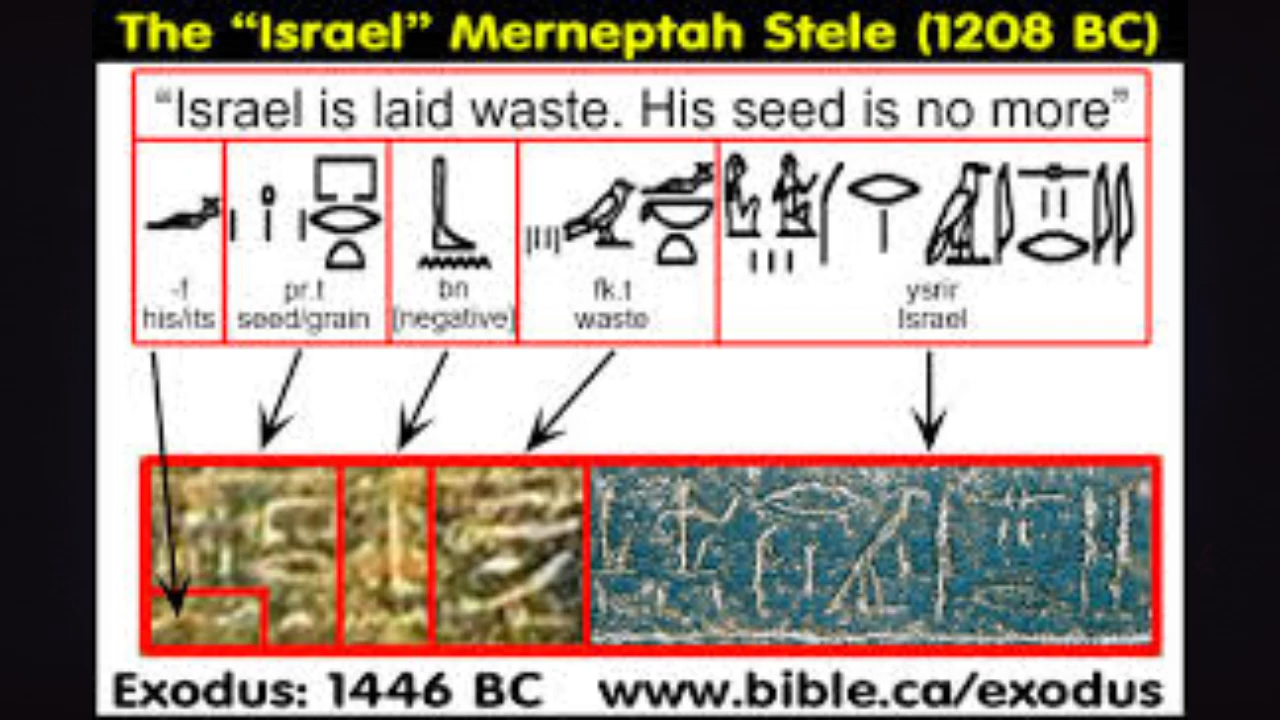 The “Israel” Merneptah Stele (1208 BC)
“Israel is laid waste. His seed is no more”
-f pr.t bn fk.t ysrir
his/its seed/grain [negative] waste Israel
Exodus: 1446 BC www.bible.ca/exodus